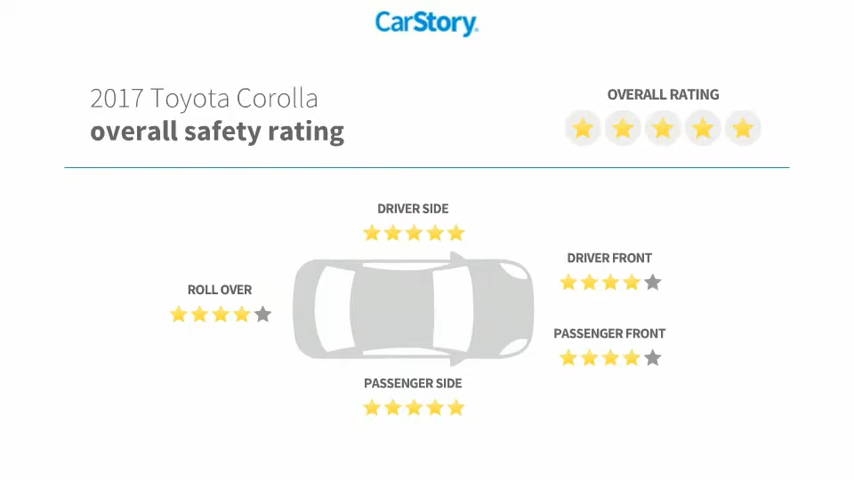 CarStory.
2017 Toyota Corolla
overall safety rating
OVERALL RATING
DRIVER SIDE
DRIVER FRONT
ROLL OVER
PASSENGER FRONT
PASSENGER SIDE